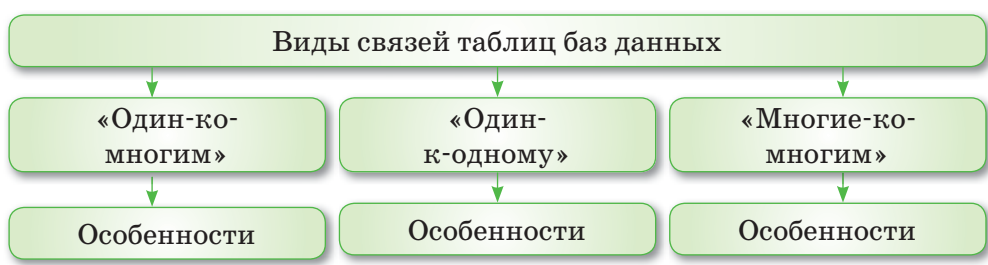 Виды связей таблиц баз данных
«Один-ко-
многим»
«Один-
к-одному»
«Многие-ко-
многим»
Особенности
Особенности
Особенности